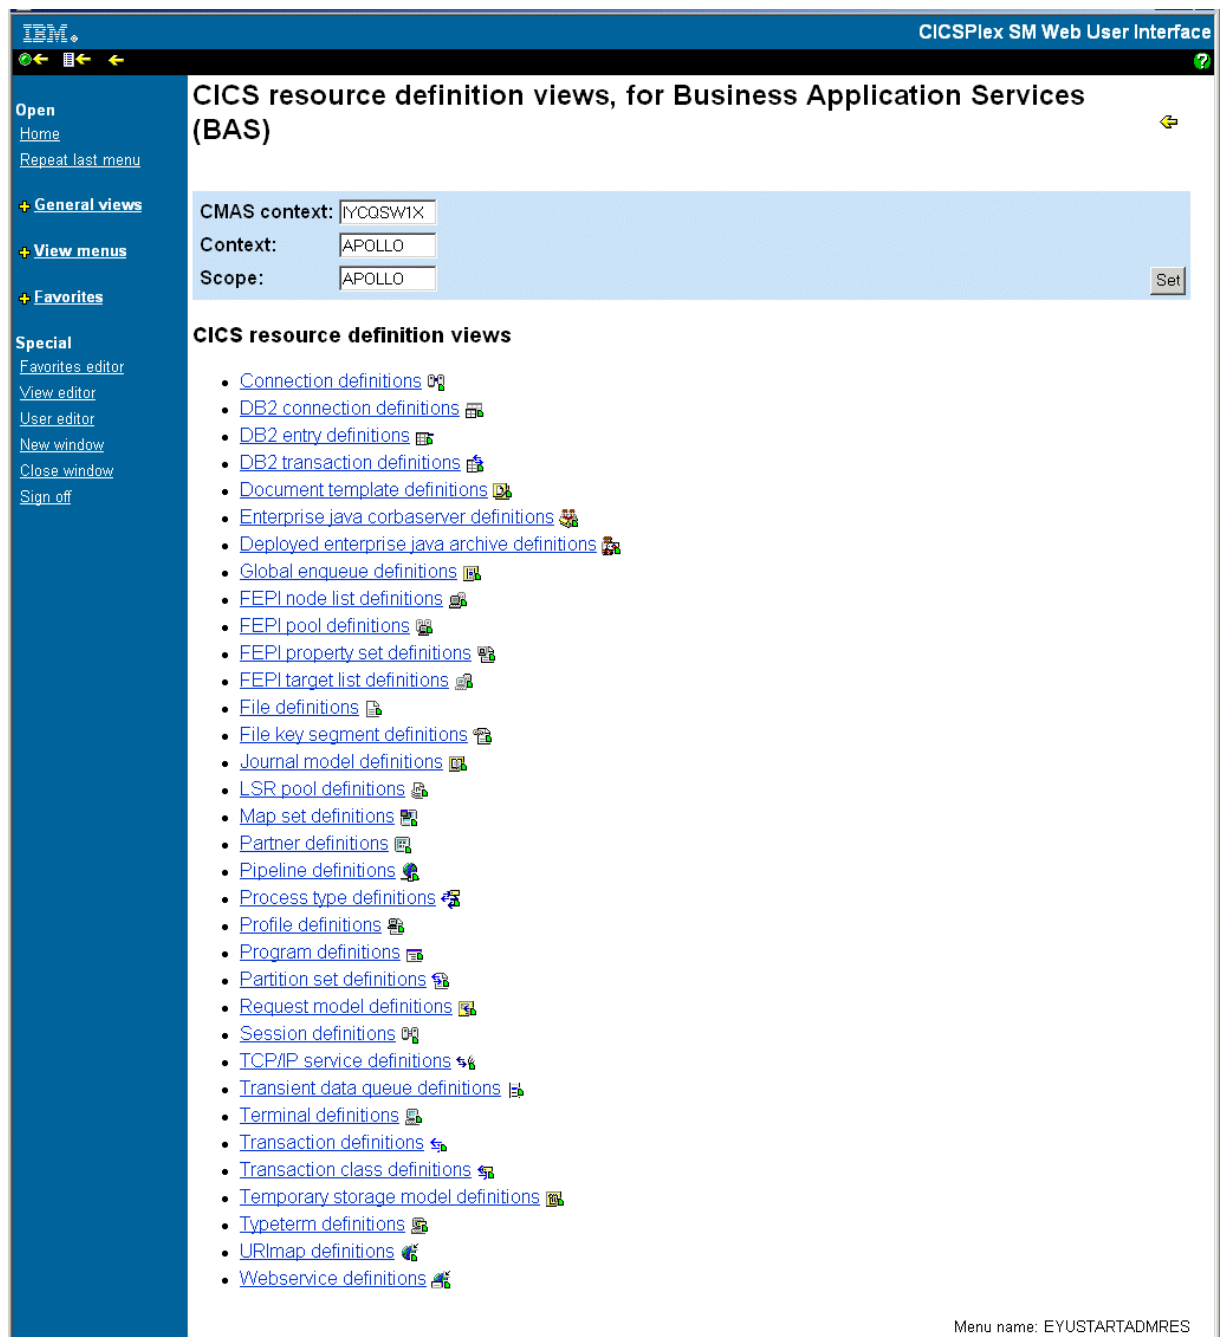 IBM.
CICSPlex SM Web User Interface
?
CICS resource definition views, for Business Application Services
(BAS)
Open
Home
Repeat last menu
General views
View menus
Favorites
Special
Favorites editor
View editor
User editor
New window
Close window
Sign off
CMAS context: IYCQSW1X
Context: APOLLO
Scope: APOLLO
Set
CICS resource definition views
Connection definitions
DB2 connection definitions
DB2 entry definitions
DB2 transaction definitions
Document template definitions
Enterprise java corbaserver definitions
Deployed enterprise java archive definitions
Global enqueue definitions
FEPI node list definitions
FEPI pool definitions
FEPI property set definitions
FEPI target list definitions
File definitions
File key segment definitions
Journal model definitions
LSR pool definitions
Map set definitions
Partner definitions
Pipeline definitions
Process type definitions
Profile definitions
Program definitions
Partition set definitions
Request model definitions
Session definitions
TCP/IP service definitions
Transient data queue definitions
Terminal definitions
Transaction definitions
Transaction class definitions
Temporary storage model definitions
Typeterm definitions
URImap definitions
Webservice definitions
Menu name: EYUSTARTADMRES